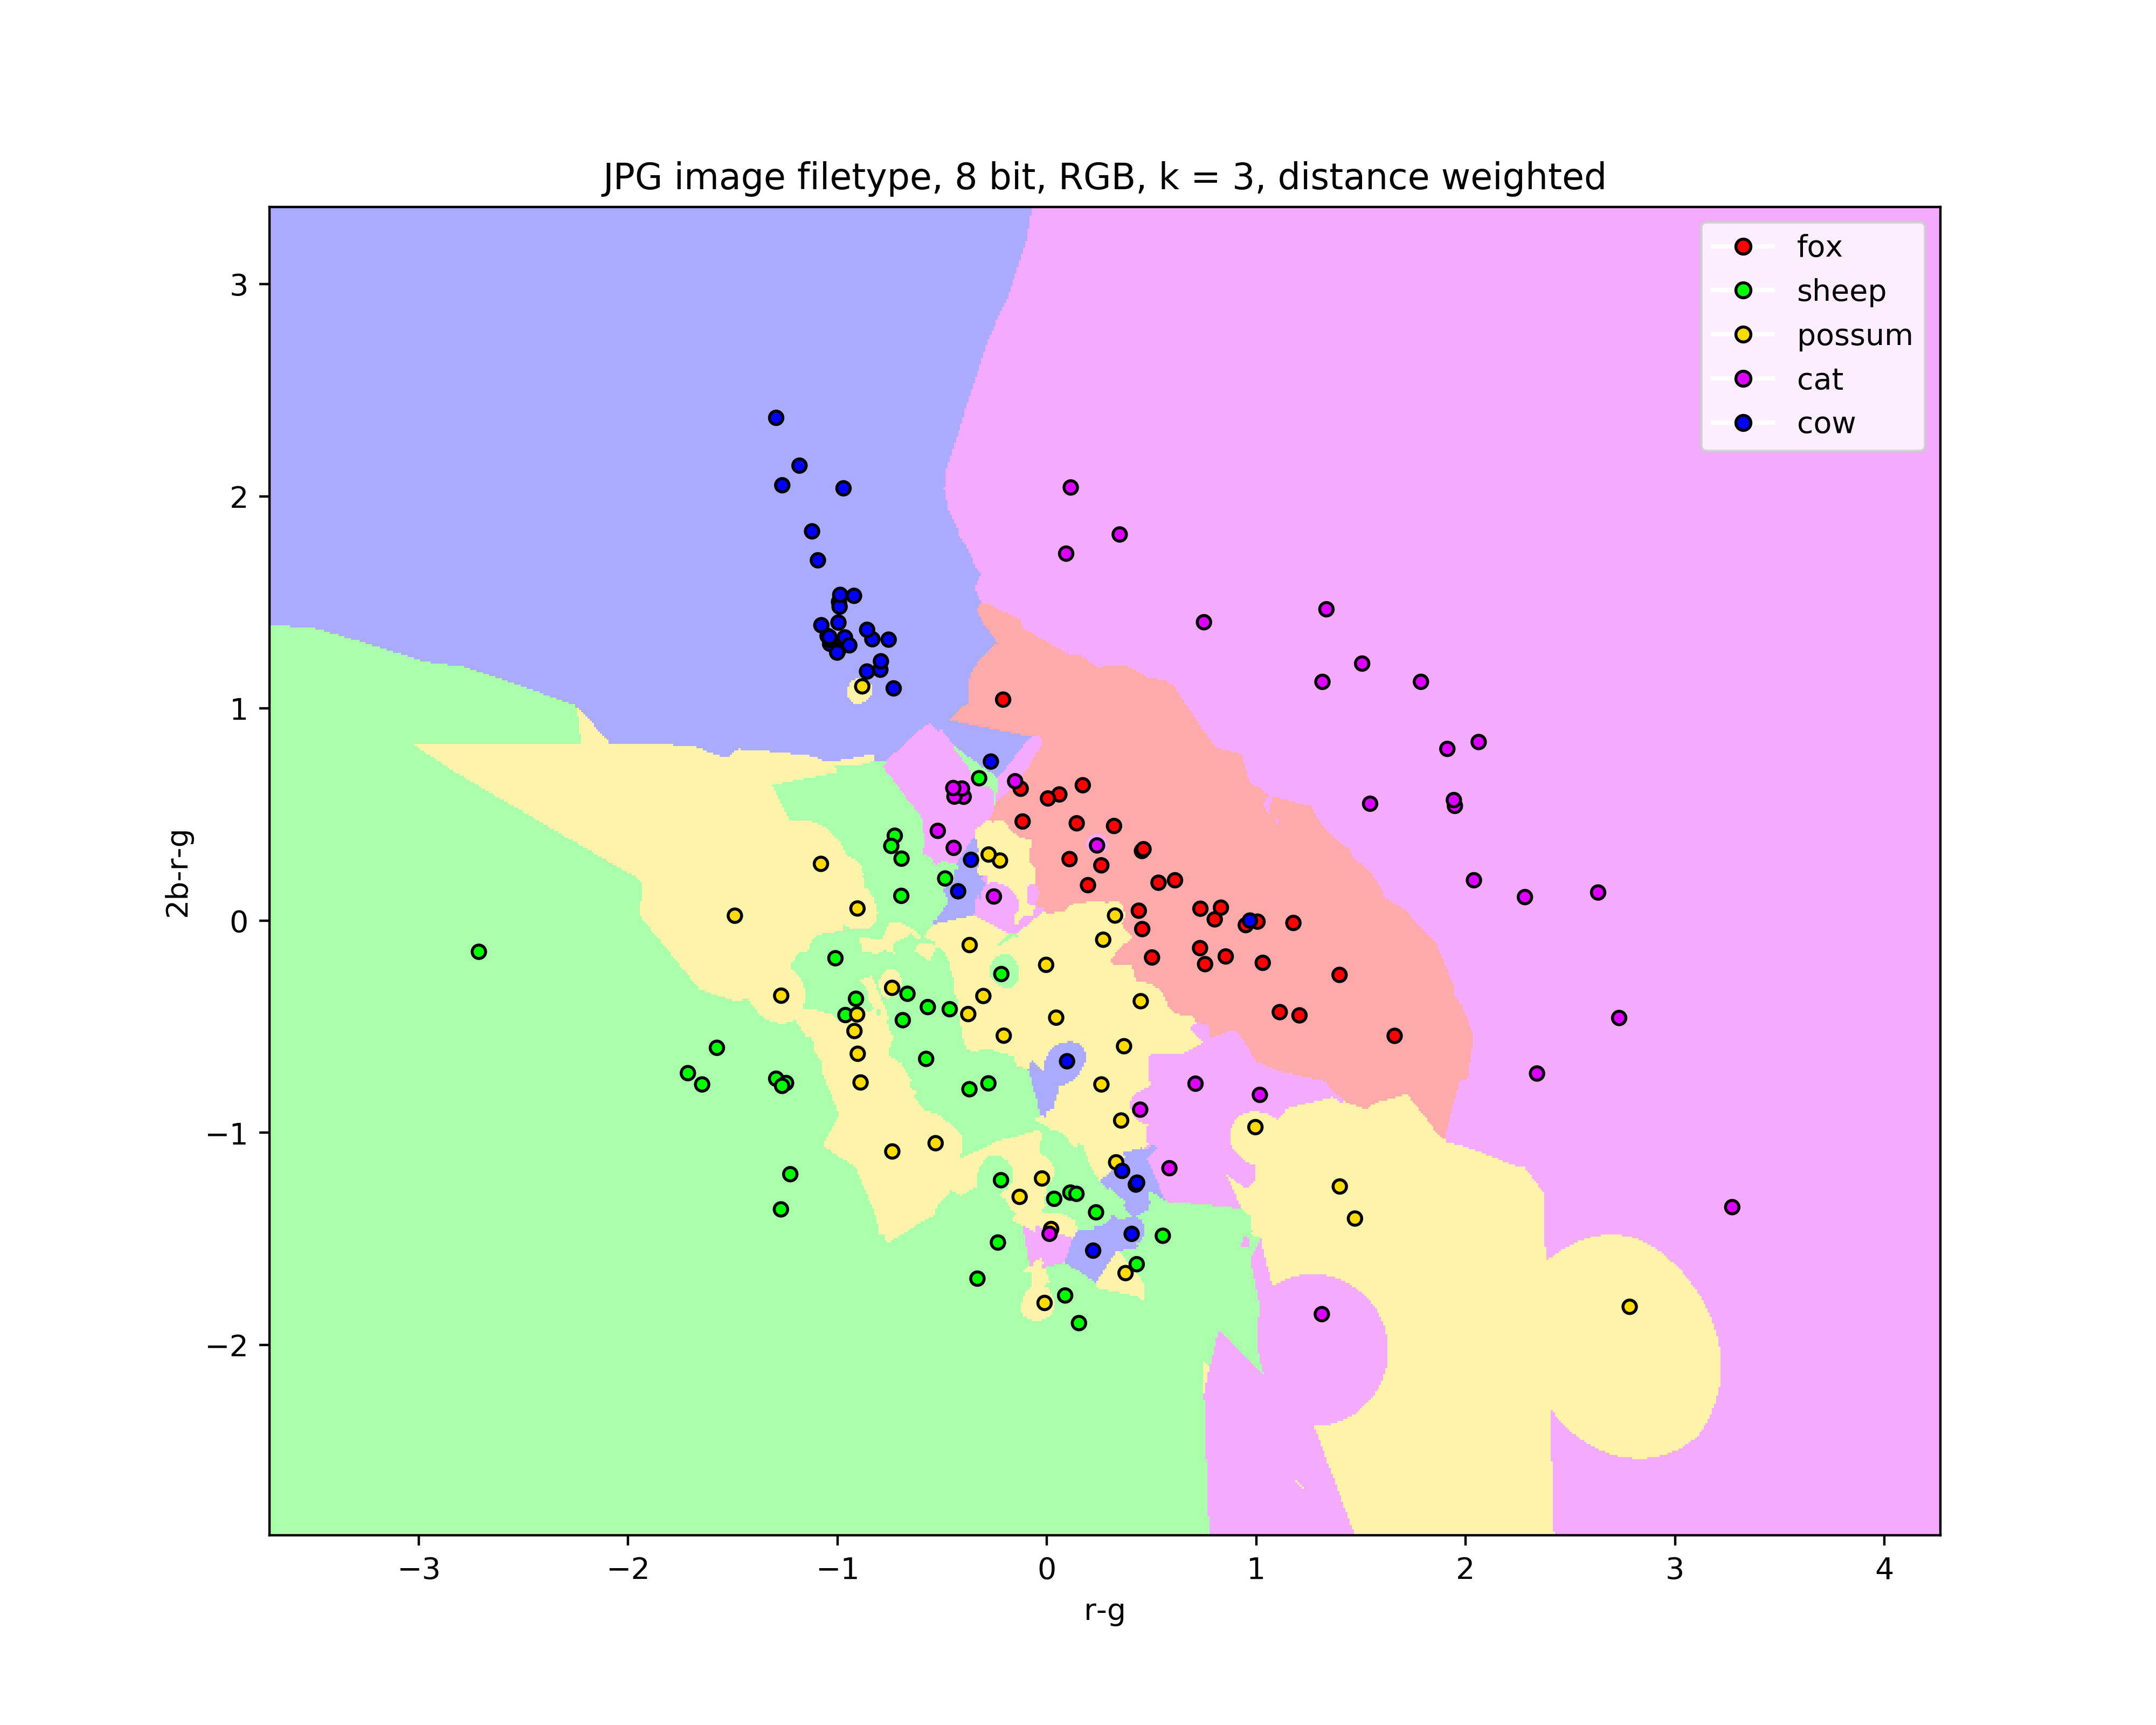 JPG image filetype, 8 bit, RGB, k = 3, distance weighted
fox
sheep
possum
cat
cow
3
2
1
0
−1
−2
2b-r-g
−3
−2
−1
0
1
2
3
4
r-g